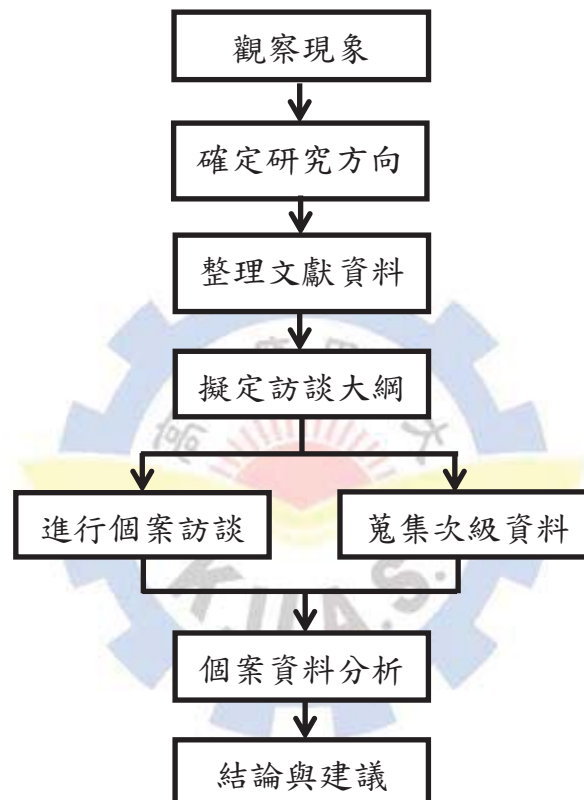 觀察現象
確定研究方向
整理文獻資料
擬定訪談大綱
進行個案訪談
蒐集次級資料
K.U.A.S.
個案資料分析
結論與建議